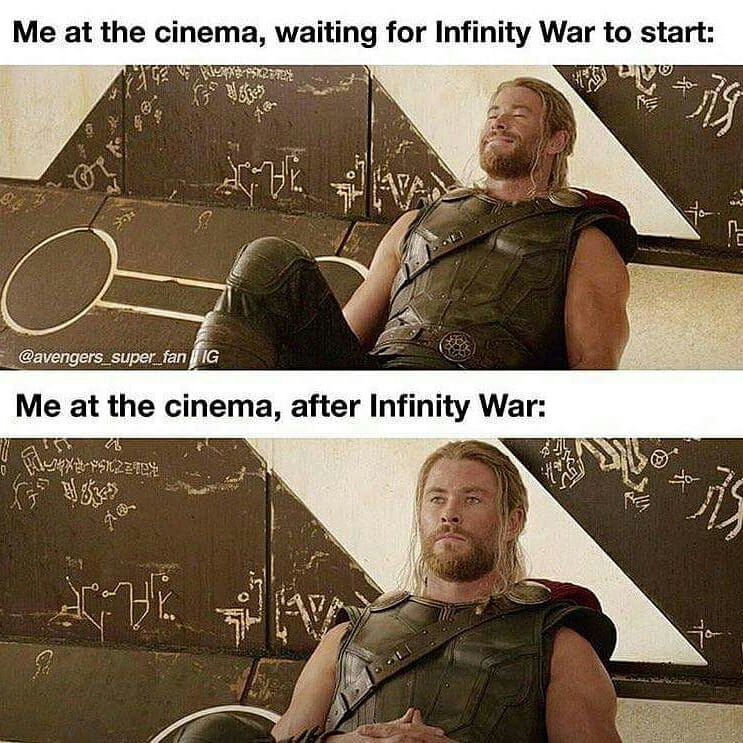 Me at the cinema, waiting for Infinity War to start:
@avengers_super_fan | IG
Me at the cinema, after Infinity War: